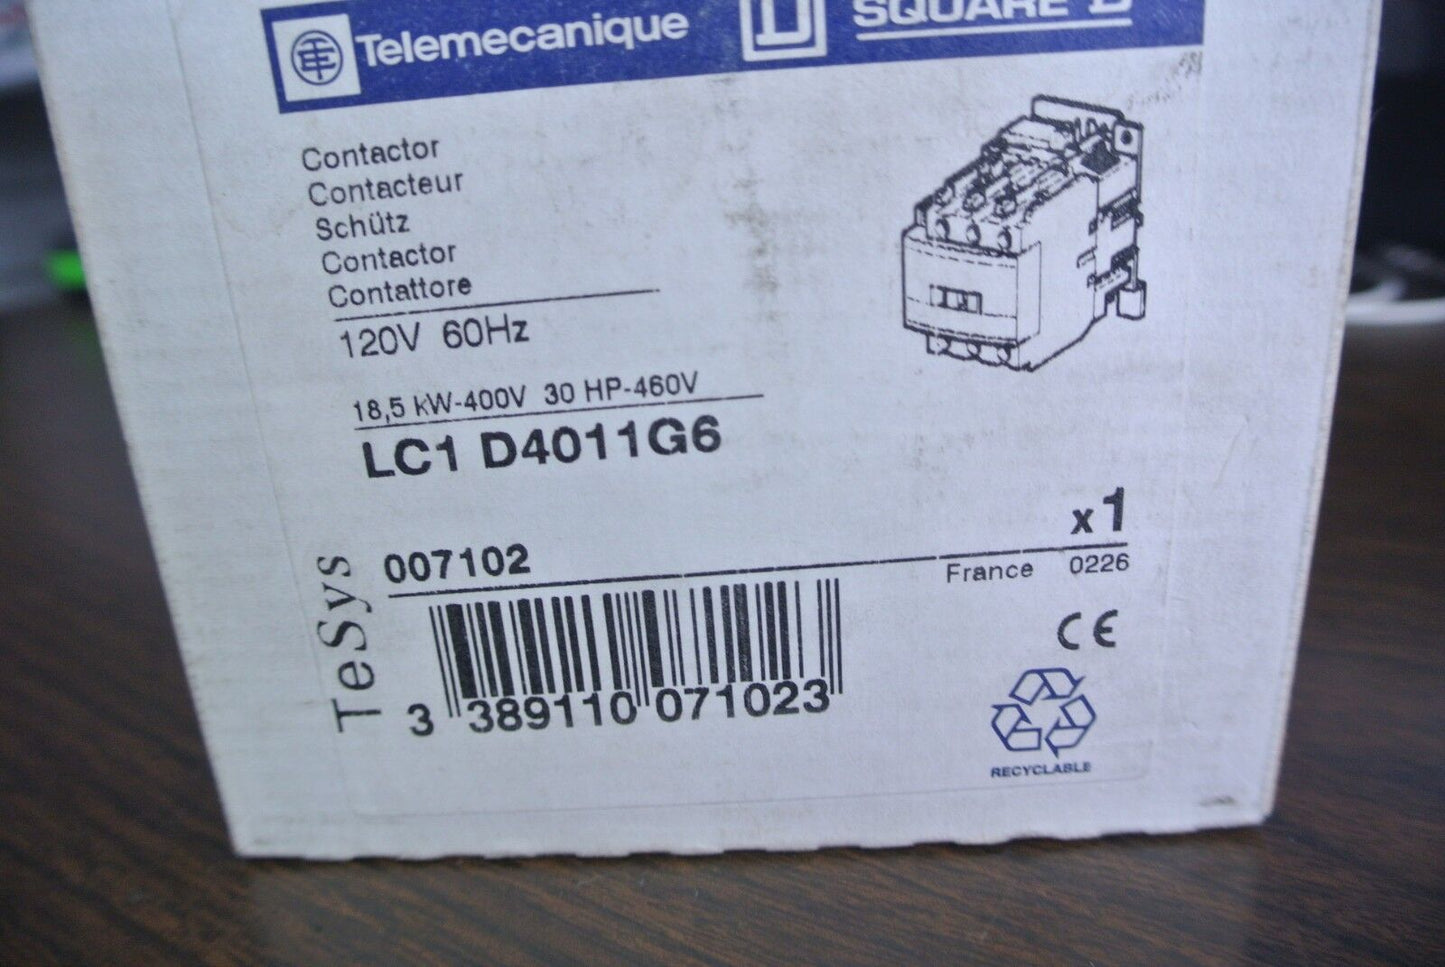 Telemecanique SQUARE D
Contactor
Contacteur
Schütz
Contactor
Contattore
120V 60Hz
18,5 kW-400V 30 HP-460V
LC1 D4011G6
x1
007102
France 0226
TeSys
3 389110 071023
CE
RECYCLABLE